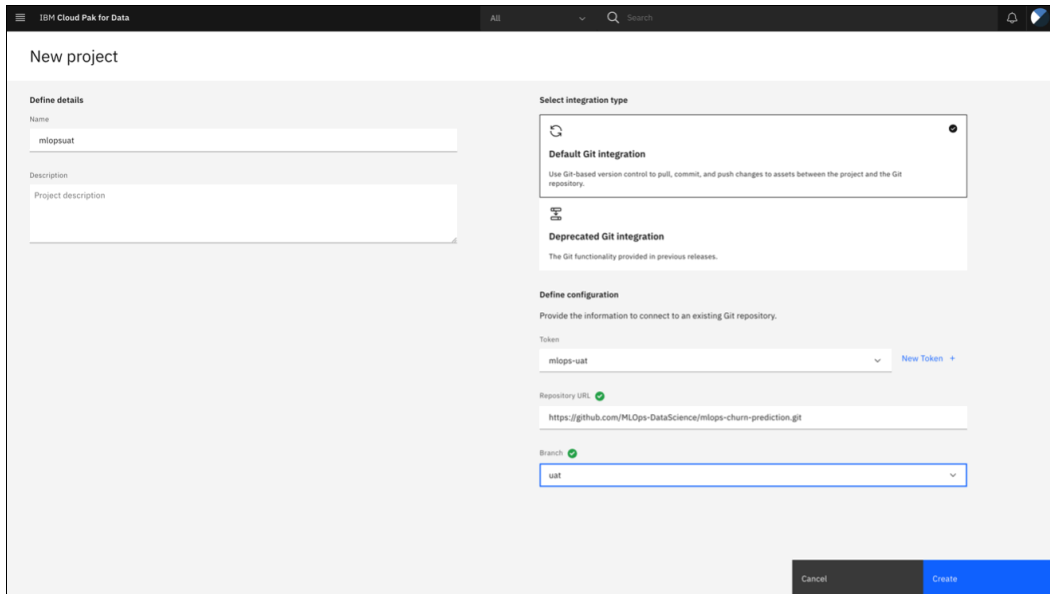 IBM Cloud Pak for Data
All
Search
New project
Define details
Name
mlopsuat
Description
Project description
Select integration type
Default Git integration
Use Git-based version control to pull, commit, and push changes to assets between the project and the Git
repository.
Deprecated Git integration
The Git functionality provided in previous releases.
Define configuration
Provide the information to connect to an existing Git repository.
Token
mlops-uat
New Token +
Repository URL
https://github.com/MLOps-DataScience/mlops-churn-prediction.git
Branch
uat
Cancel
Create